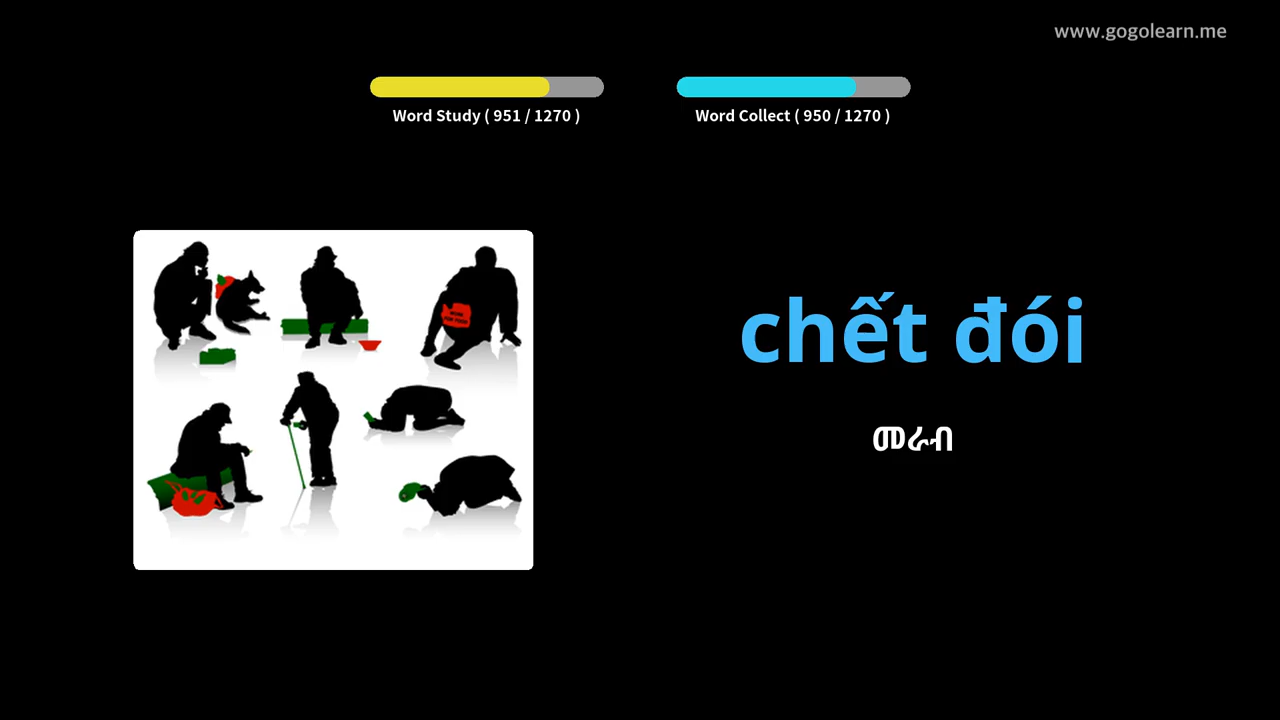 www.gogolearn.me
Word Study ( 951 / 1270 )
Word Collect ( 950 / 1270 )
chết đói
መራብ